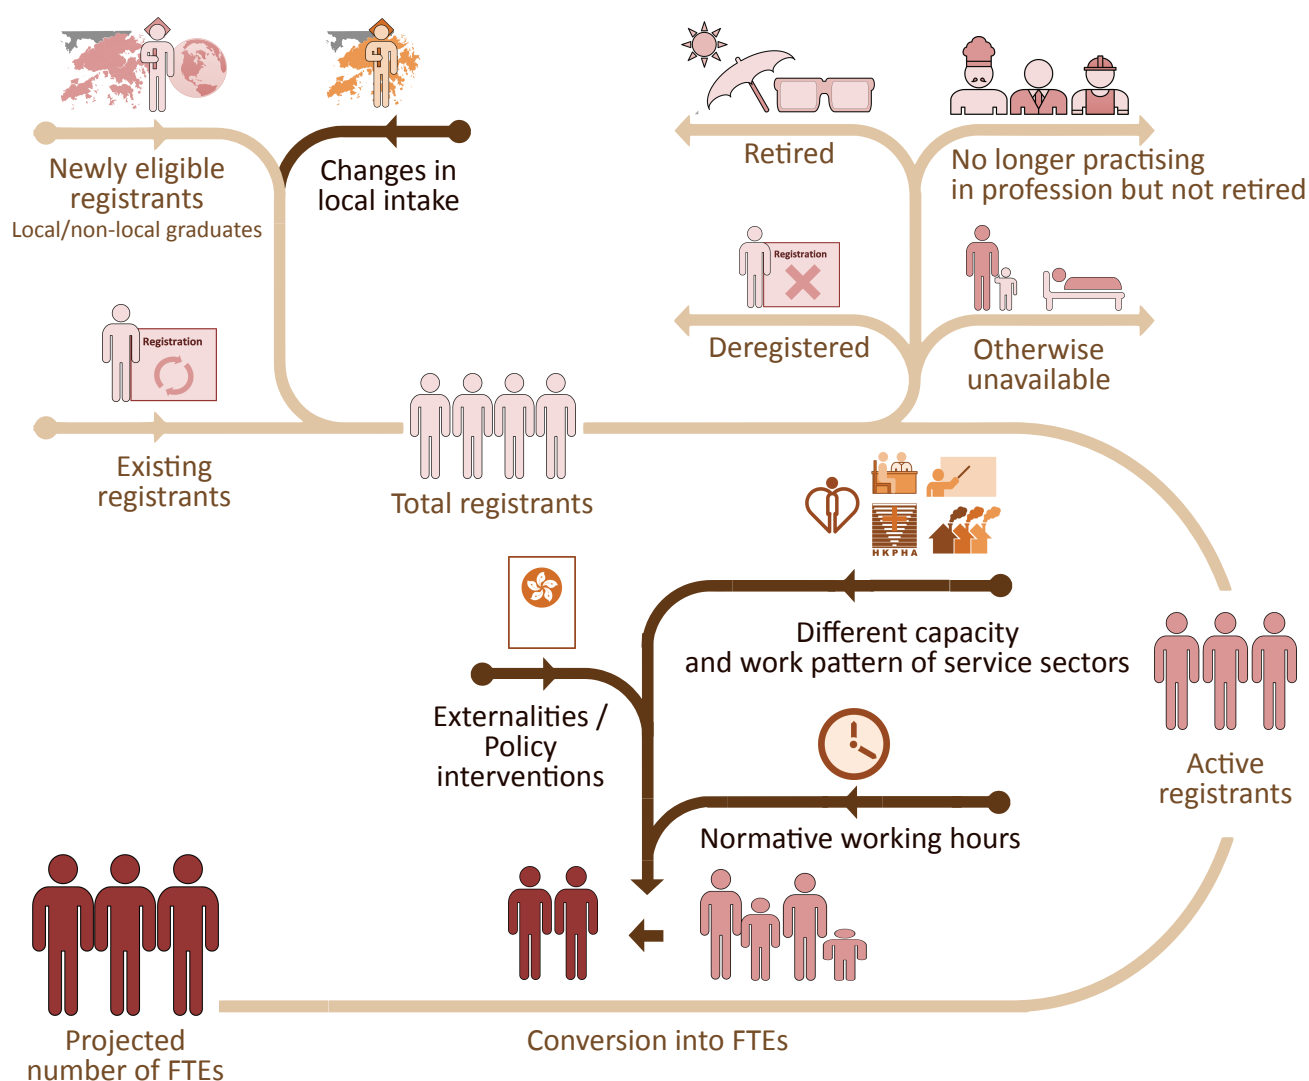 Newly eligible
registrants
Local/non-local graduates
Changes in
local intake
Retired
No longer practising
in profession but not retired
Registration
Deregistered
Otherwise
unavailable
Registration
Existing
registrants
Total registrants
HKPHA
Different capacity
and work pattern of service sectors
Externalities /
Policy
interventions
Normative working hours
Active
registrants
Projected
number of FTEs
Conversion into FTEs